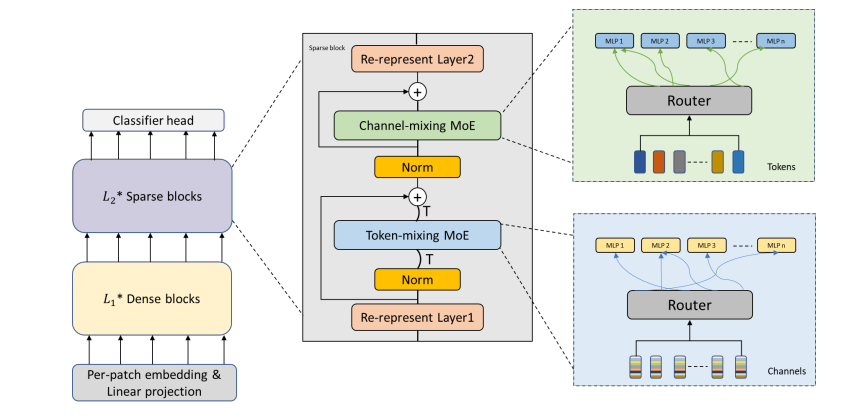 Classifier head
L₂* Sparse blocks
L₁* Dense blocks
Per-patch embedding &
Linear projection
Sparse block
Re-represent Layer2
+
Channel-mixing MoE
Norm
+
T
Token-mixing MoE
T
Norm
Re-represent Layer1
MLP 1 MLP 2 MLP 3 MLP n
Router
Tokens
MLP 1 MLP 2 MLP 3 MLP n
Router
Channels